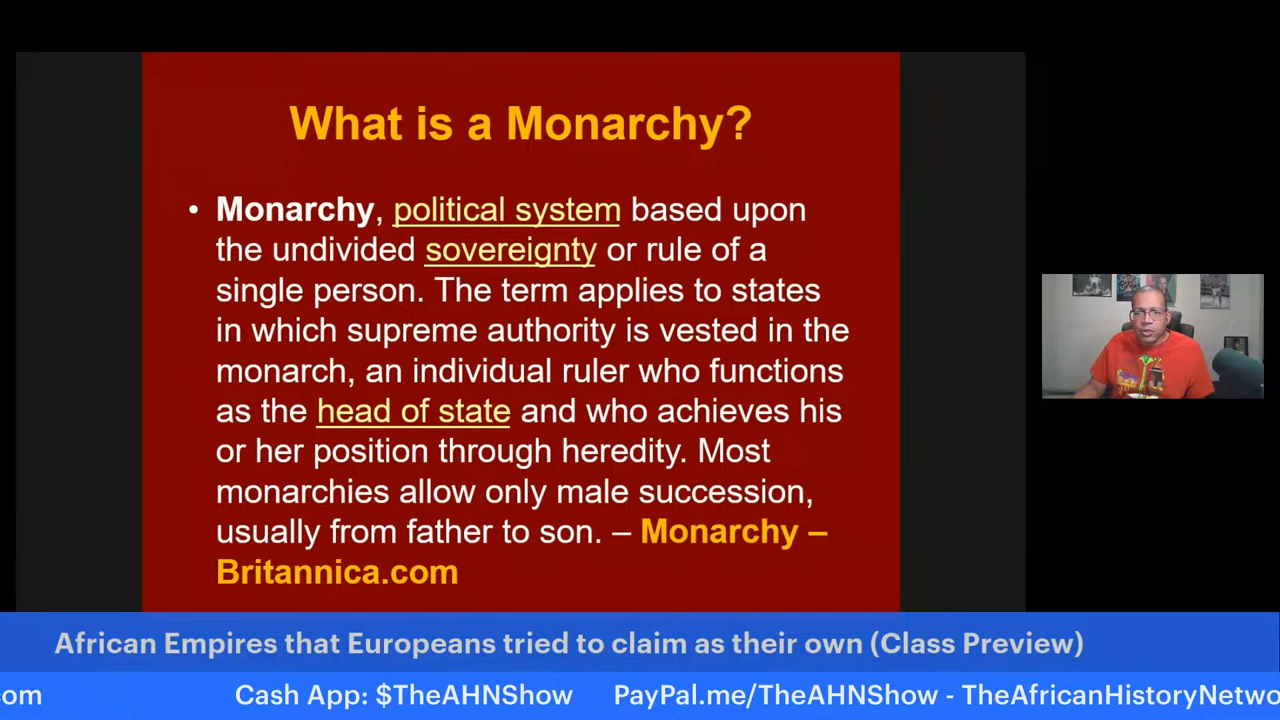 What is a Monarchy?
• Monarchy, political system based upon
the undivided sovereignty or rule of a
single person. The term applies to states
in which supreme authority is vested in the
monarch, an individual ruler who functions
as the head of state and who achieves his
or her position through heredity. Most
monarchies allow only male succession,
usually from father to son. – Monarchy –
Britannica.com
African Empires that Europeans tried to claim as their own (Class Preview)
com Cash App: $TheAHNShow PayPal.me/TheAHNShow - TheAfricanHistoryNetwo